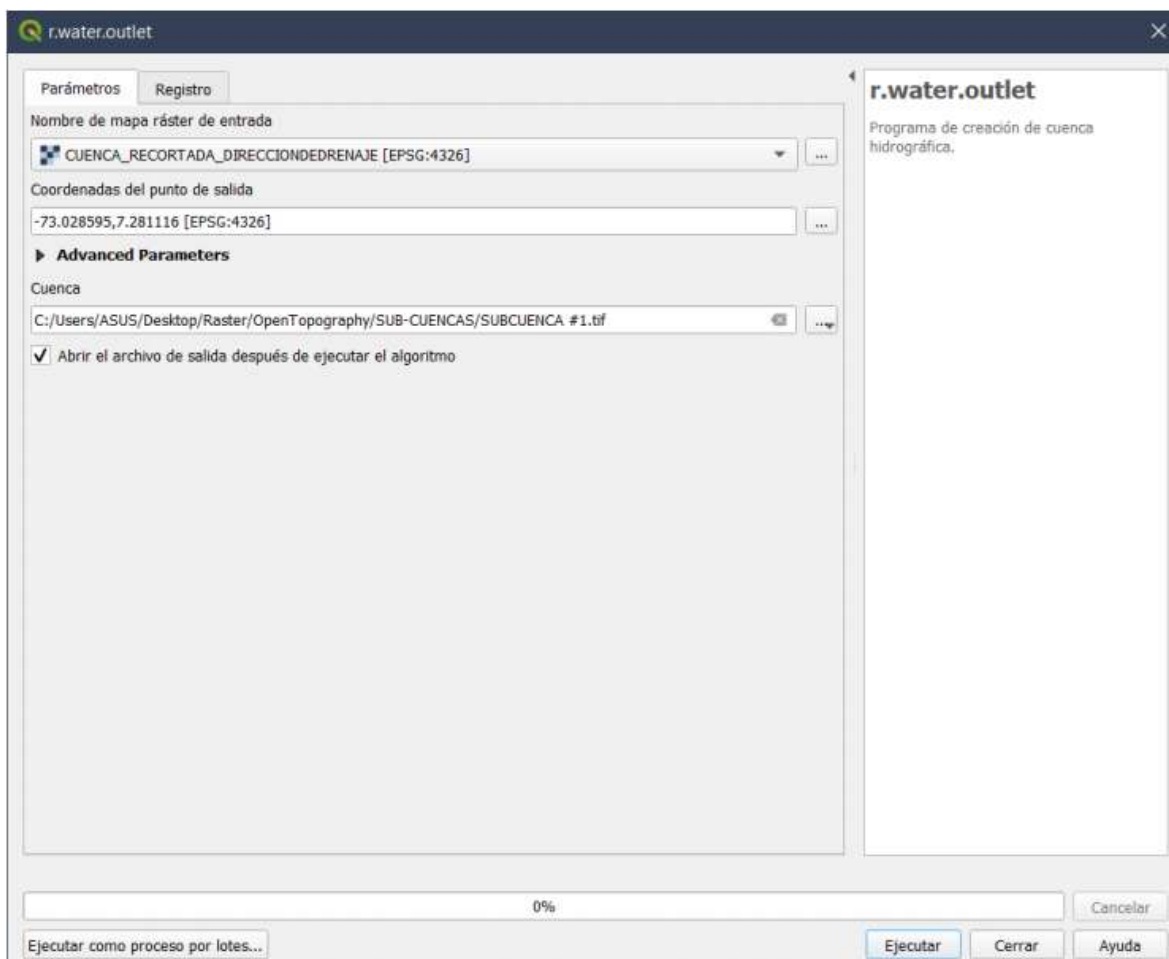 r.water.outlet
Parámetros
Registro
Nombre de mapa ráster de entrada
CUENCA_RECORTADA_DIRECCIONDEDRENAJE [EPSG:4326]
...
Coordenadas del punto de salida
-73.028595,7.281116 [EPSG:4326]
...
Advanced Parameters
Cuenca
C:/Users/ASUS/Desktop/Raster/OpenTopography/SUB-CUENCAS/SUBCUENCA #1.tif
...
Abrir el archivo de salida después de ejecutar el algoritmo
r.water.outlet
Programa de creación de cuenca
hidrográfica.
0%
Cancelar
Ejecutar como proceso por lotes...
Ejecutar
Cerrar
Ayuda